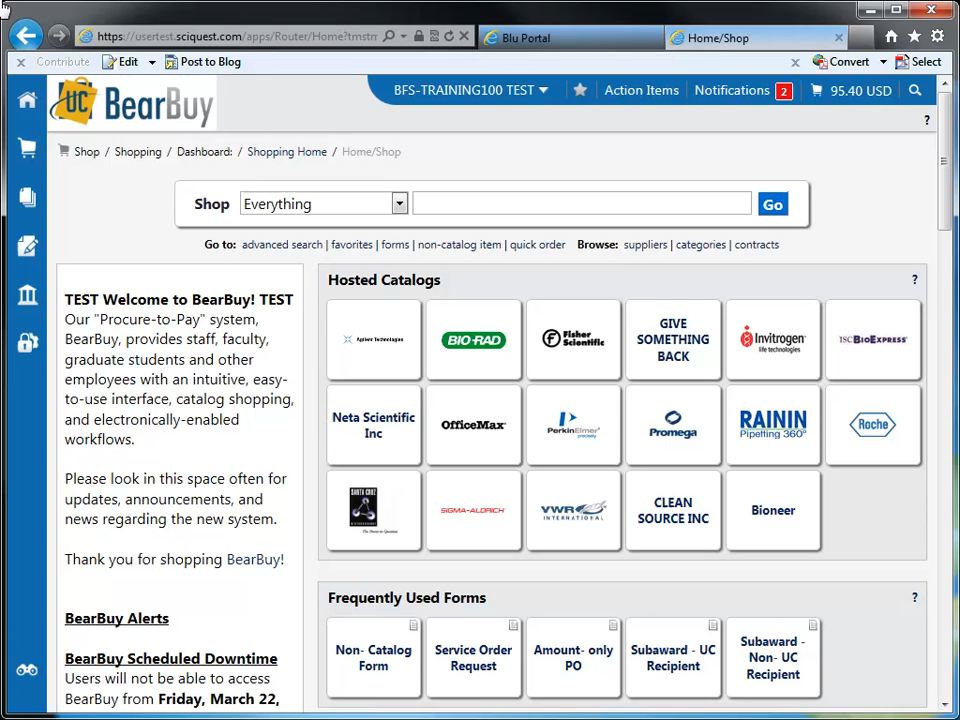 https://usertest.sciquest.com/apps/Router/Home?tmstm
Blu Portal
Home/Shop
Contribute
Edit
Post to Blog
Convert
Select
UC BearBuy
BFS-TRAINING100 TEST
Action Items
Notifications 2
95.40 USD
?
Shop / Shopping / Dashboard: / Shopping Home / Home/Shop
Shop
Everything
Go
Go to: advanced search | favorites | forms | non-catalog item | quick order Browse: suppliers | categories | contracts
TEST Welcome to BearBuy! TEST
Our "Procure-to-Pay" system,
BearBuy, provides staff, faculty,
graduate students and other
employees with an intuitive, easy-
to-use interface, catalog shopping,
and electronically-enabled
workflows.
Please look in this space often for
updates, announcements, and
news regarding the new system.
Thank you for shopping BearBuy!
BearBuy Alerts
BearBuy Scheduled Downtime
Users will not be able to access
BearBuy from Friday, March 22,
Hosted Catalogs
?
Agilent Technologies
BIO-RAD
Fisher
Scientific
GIVE
SOMETHING
BACK
Invitrogen
life technologies
ISCBIOEXPRESS
Neta Scientific
Inc
OfficeMax
PerkinElmer
precisely
Promega
RAININ
Pipetting 360°
Roche
SANTA CRUZ
SIGMA-ALDRICH
VWR
INTERNATIONAL
CLEAN
SOURCE INC
Bioneer
Frequently Used Forms
?
Non- Catalog
Form
Service Order
Request
Amount- only
PO
Subaward - UC
Recipient
Subaward -
Non- UC
Recipient